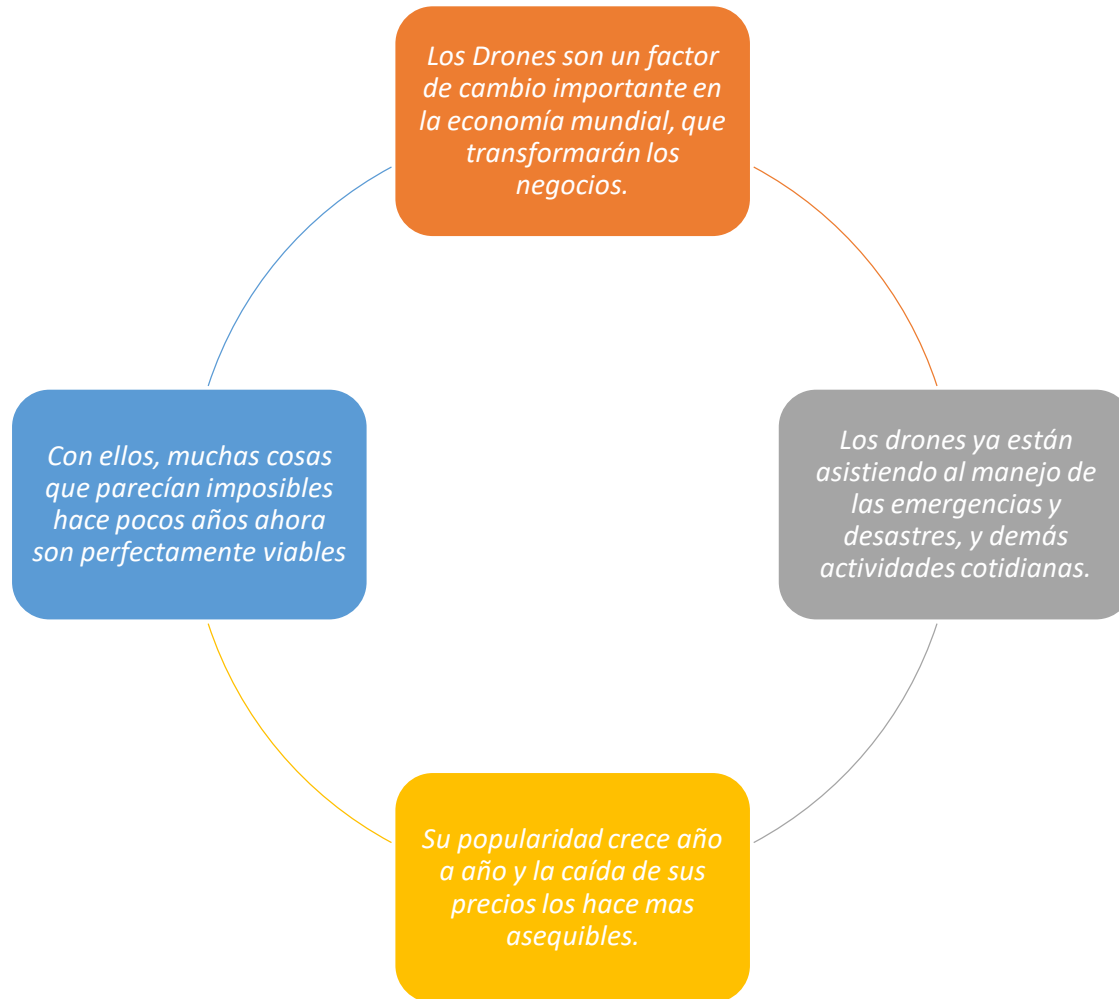 Los Drones son un factor
de cambio importante en
la economía mundial, que
transformarán los
negocios.
Los drones ya están
asistiendo al manejo de
las emergencias y
desastres, y demás
actividades cotidianas.
Su popularidad crece año
a año y la caída de sus
precios los hace mas
asequibles.
Con ellos, muchas cosas
que parecían imposibles
hace pocos años ahora
son perfectamente viables